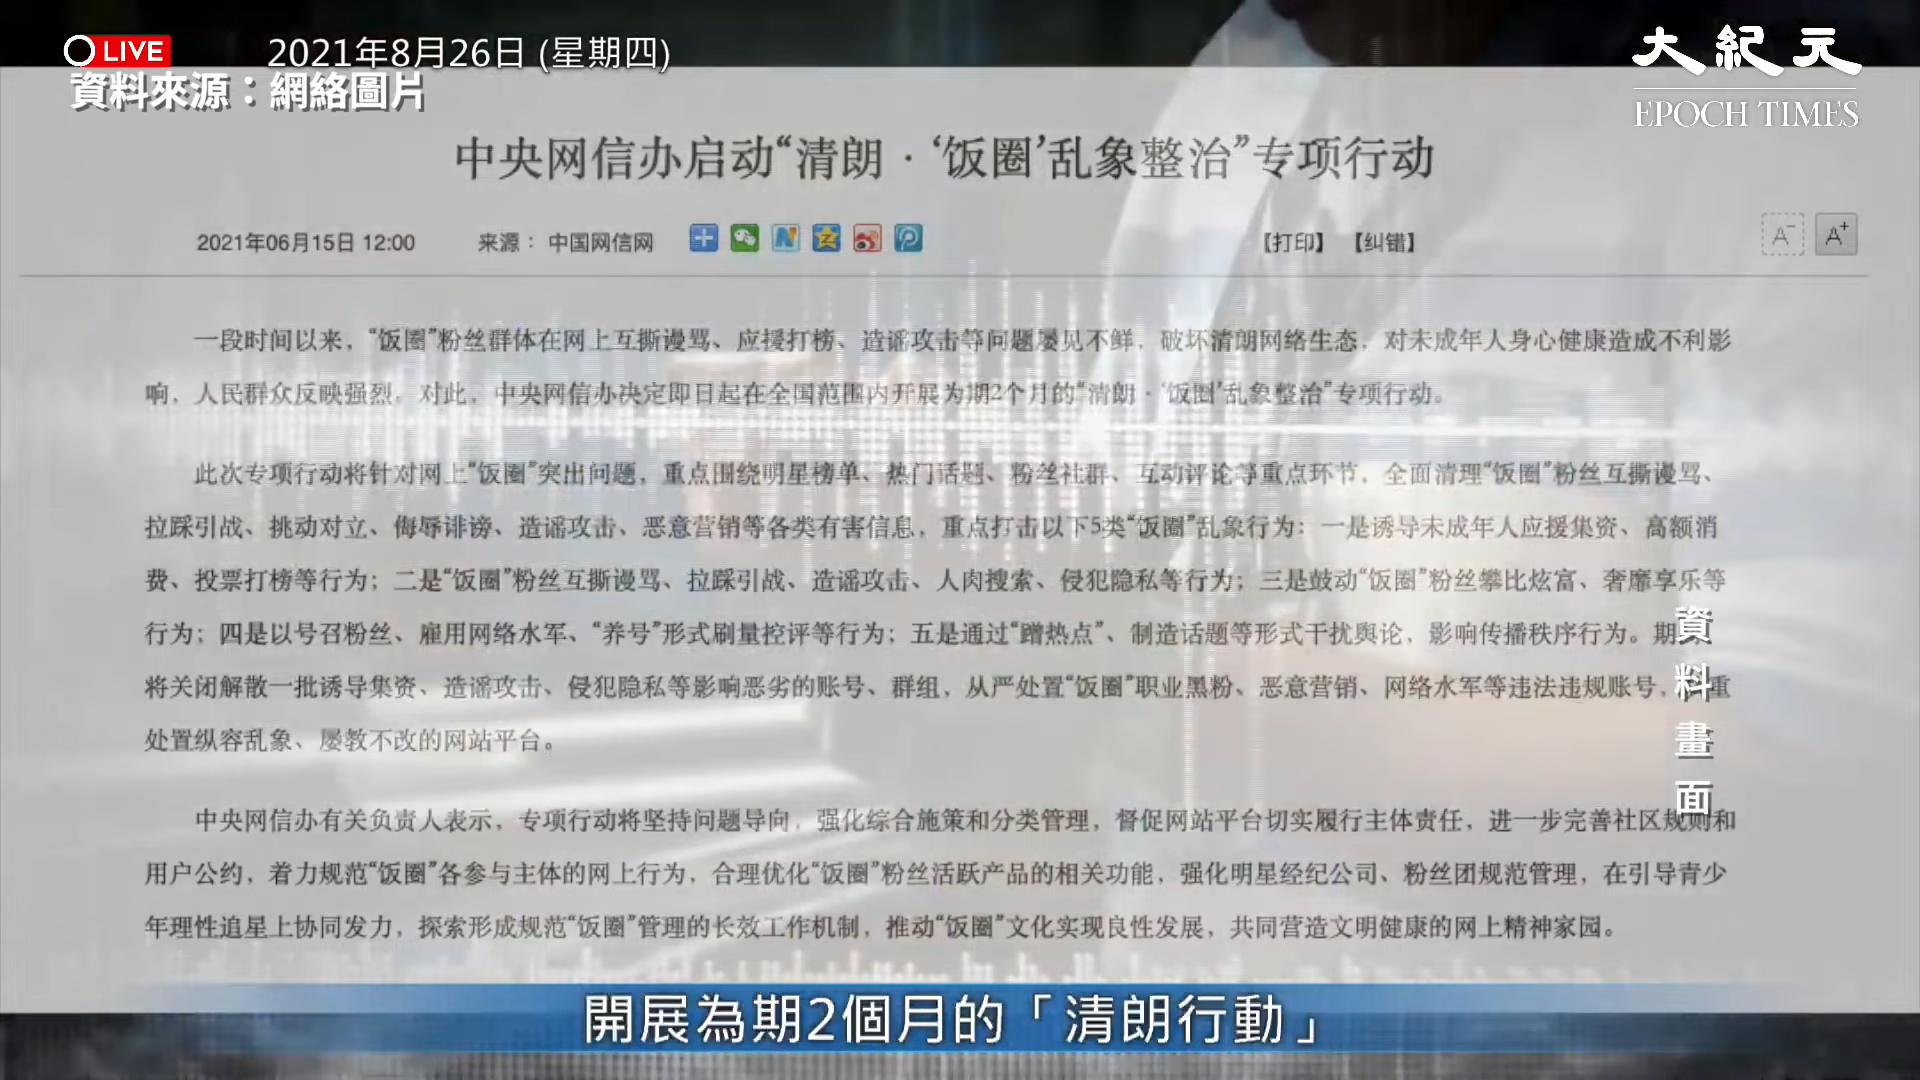 LIVE
2021年8月26日 (星期四)
資料來源：網絡圖片
大紀元
EPOCH TIMES
中央网信办启动“清朗·‘饭圈’乱象整治”专项行动
2021年06月15日 12:00 来源： 中国网信网 【打印】 【纠错】 A- A+
一段时间以来，“饭圈”粉丝群体在网上互撕谩骂、应援打榜、造谣攻击等问题屡见不鲜，破坏清朗网络生态，对未成年人身心健康造成不利影
响，人民群众反映强烈。对此，中央网信办决定即日起在全国范围内开展为期2个月的“清朗·‘饭圈’乱象整治”专项行动。
此次专项行动将针对网上“饭圈”突出问题，重点围绕明星榜单、热门话题、粉丝社群、互动评论等重点环节，全面清理“饭圈”粉丝互撕谩骂、
拉踩引战、挑动对立、侮辱诽谤、造谣攻击、恶意营销等各类有害信息，重点打击以下5类“饭圈”乱象行为：一是诱导未成年人应援集资、高额消
费、投票打榜等行为；二是“饭圈”粉丝互撕谩骂、拉踩引战、造谣攻击、人肉搜索、侵犯隐私等行为；三是鼓动“饭圈”粉丝攀比炫富、奢靡享乐等
行为；四是以号召粉丝、雇用网络水军、“养号”形式刷量控评等行为；五是通过“蹭热点”、制造话题等形式干扰舆论，影响传播秩序行为。期
将关闭解散一批诱导集资、造谣攻击、侵犯隐私等影响恶劣的账号、群组，从严处置“饭圈”职业黑粉、恶意营销、网络水军等违法违规账号，重
处置纵容乱象、屡教不改的网站平台。
中央网信办有关负责人表示，专项行动将坚持问题导向，强化综合施策和分类管理，督促网站平台切实履行主体责任，进一步完善社区规则和
用户公约，着力规范“饭圈”各参与主体的网上行为，合理优化“饭圈”粉丝活跃产品的相关功能，强化明星经纪公司、粉丝团规范管理，在引导青少
年理性追星上协同发力，探索形成规范“饭圈”管理的长效工作机制，推动“饭圈”文化实现良性发展，共同营造文明健康的网上精神家园。
資料畫面
開展為期2個月的「清朗行動」